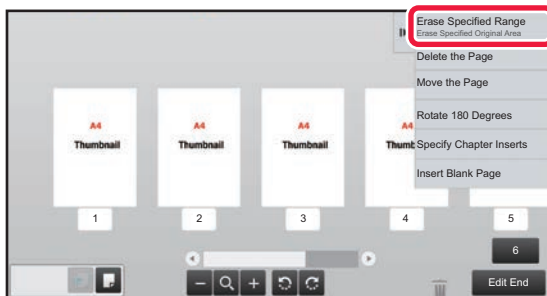 Erase Specified Range
Erase Specified Original Area
Delete the Page
Move the Page
Rotate 180 Degrees
Specify Chapter Inserts
Insert Blank Page
A4
Thumbnail
A4
Thumbnail
A4
Thumbnail
A4
Thumb
1
2
3
4
5
6
Edit End